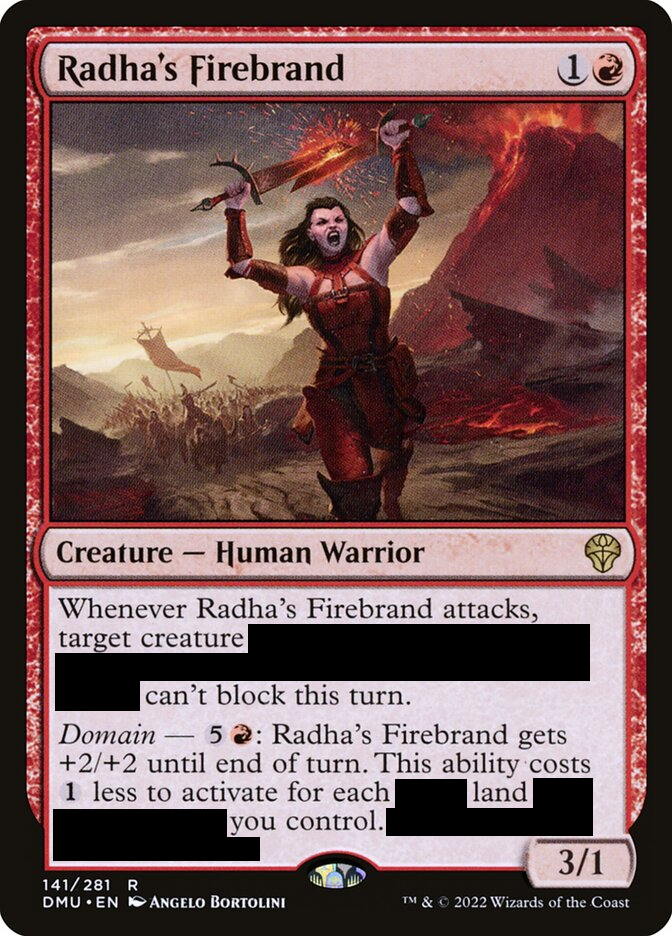 Radha's Firebrand 1
Creature — Human Warrior
Whenever Radha's Firebrand attacks,
target creature
can't block this turn.
Domain — 5 : Radha's Firebrand gets
+2/+2 until end of turn. This ability costs
1 less to activate for each land
you control.
3/1
141/281 R
DMU • EN Angelo Bortolini
™ & © 2022 Wizards of the Coast